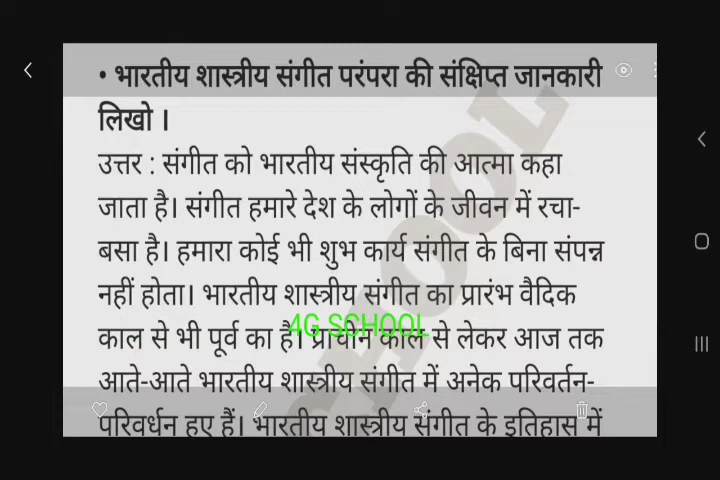 • भारतीय शास्त्रीय संगीत परंपरा की संक्षिप्त जानकारी
लिखो ।
उत्तर : संगीत को भारतीय संस्कृति की आत्मा कहा
जाता है। संगीत हमारे देश के लोगों के जीवन में रचा-
बसा है। हमारा कोई भी शुभ कार्य संगीत के बिना संपन्न
नहीं होता। भारतीय शास्त्रीय संगीत का प्रारंभ वैदिक
काल से भी पूर्व का है। प्राचीन काल से लेकर आज तक
4G SCHOOL
आते-आते भारतीय शास्त्रीय संगीत में अनेक परिवर्तन-
परिवर्धन हुए हैं। भारतीय शास्त्रीय संगीत के इतिहास में